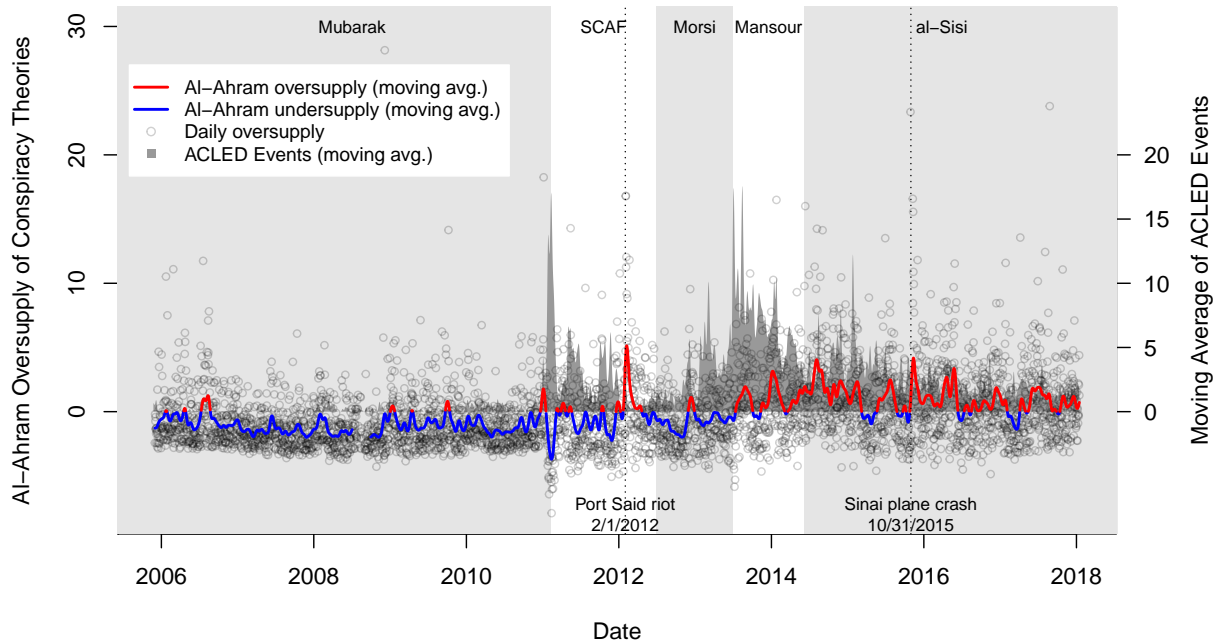 Mubarak
SCAF
Morsi
Mansour
al−Sisi
Al−Ahram oversupply (moving avg.)
Al−Ahram undersupply (moving avg.)
Daily oversupply
ACLED Events (moving avg.)
Al−Ahram Oversupply of Conspiracy Theories
30
20
10
0
Moving Average of ACLED Events
20
15
10
5
0
Port Said riot
2/1/2012
Sinai plane crash
10/31/2015
2006
2008
2010
2012
2014
2016
2018
Date